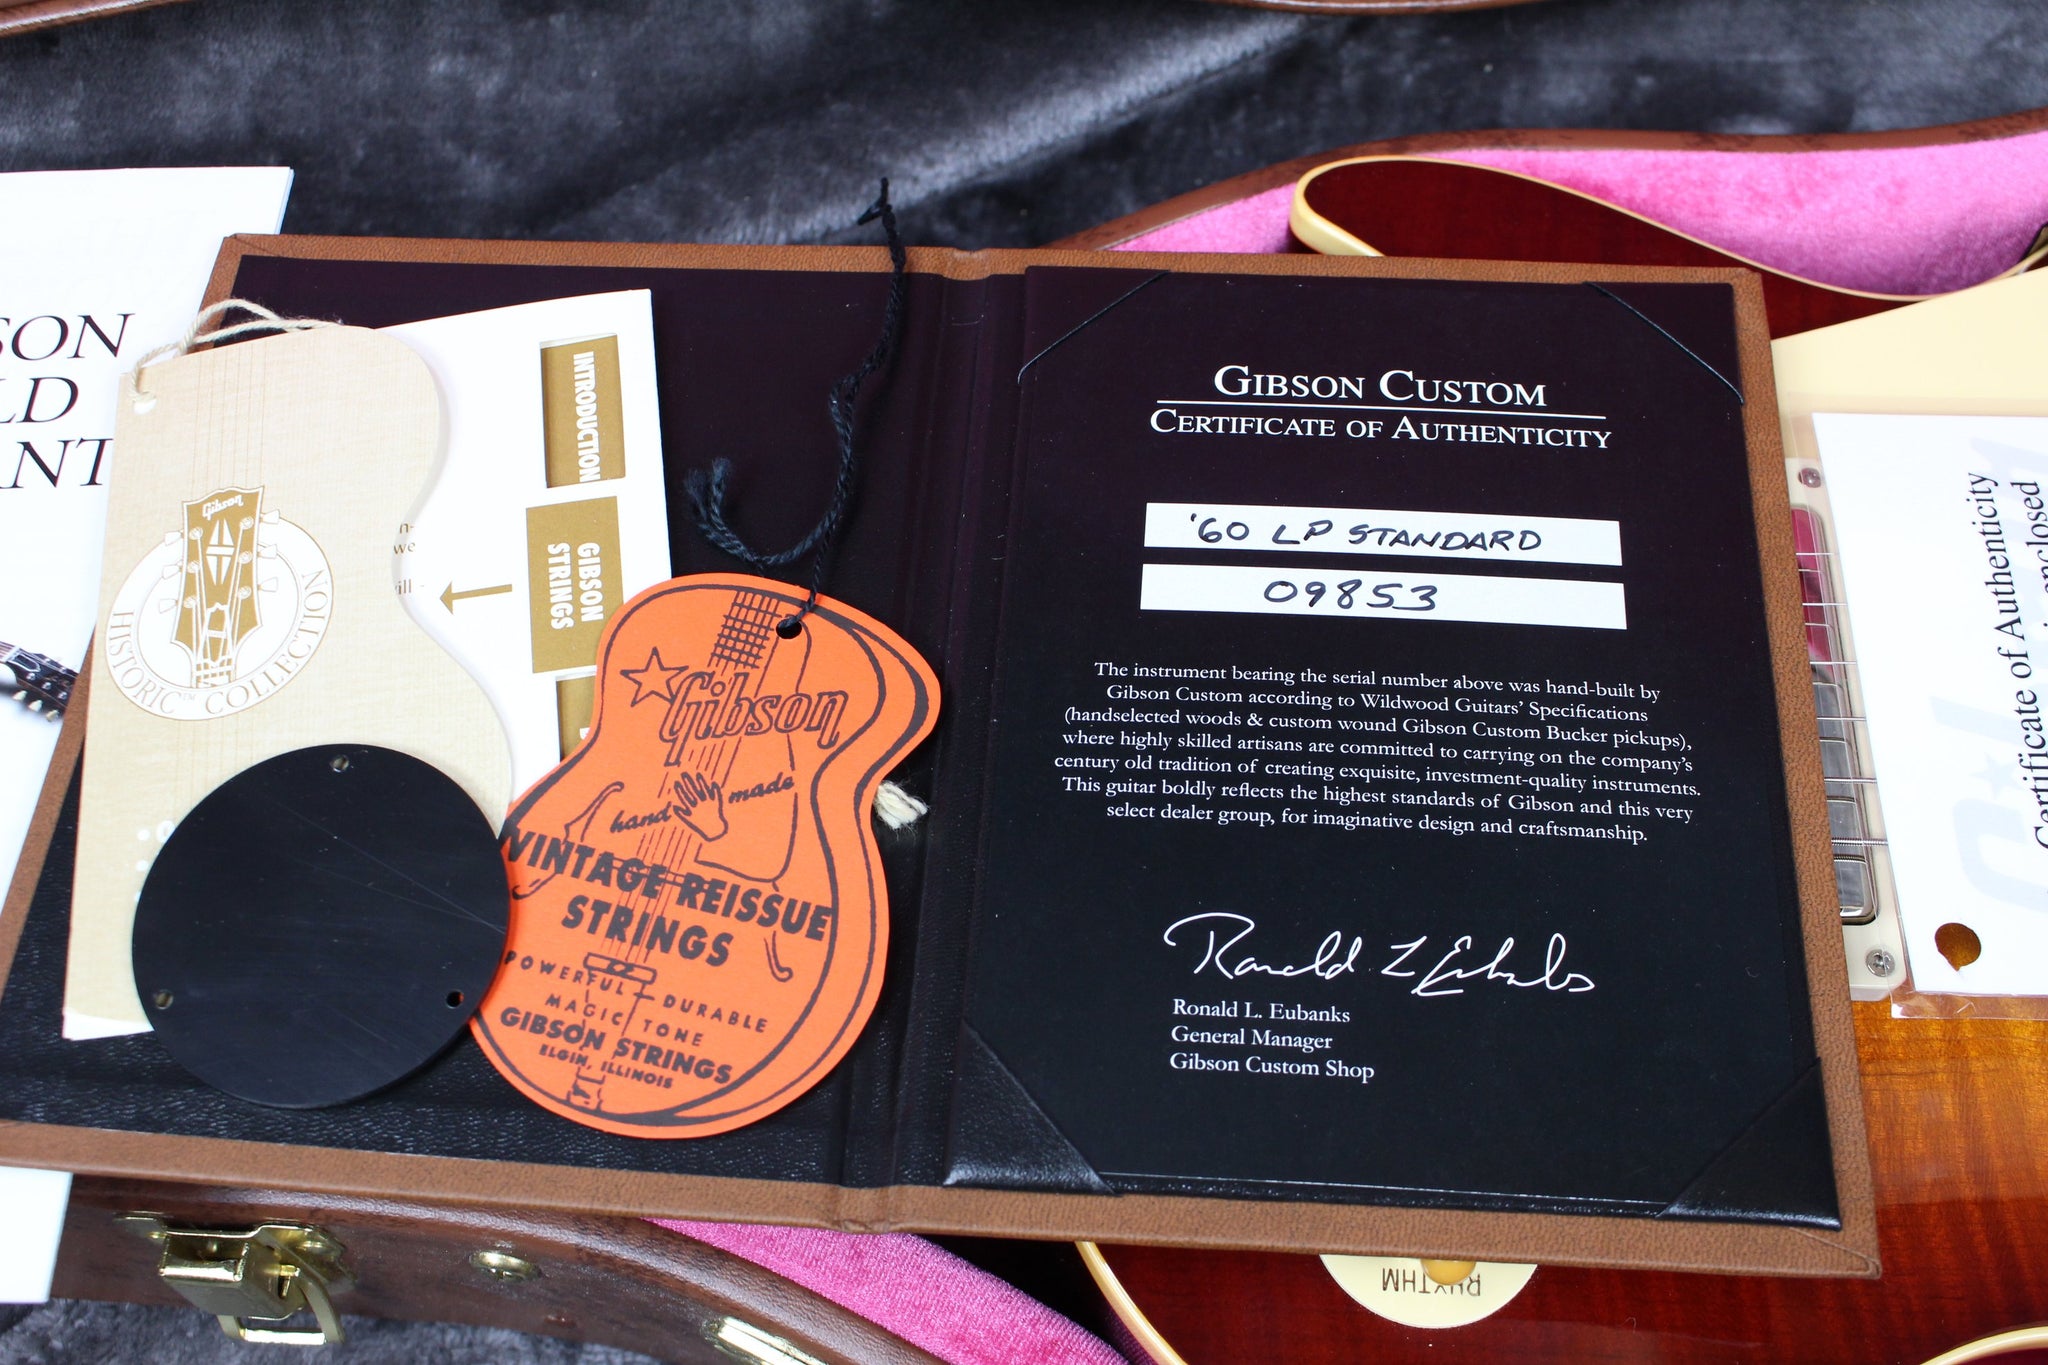 SON
LD
ANT
Gibson
HISTORIC™ COLLECTION
INTRODUCTION
GIBSON
STRINGS
we
ill
Gibson
hand made
VINTAGE REISSUE
STRINGS
POWERFUL - DURABLE
MAGIC TONE
GIBSON STRINGS
ELGIN, ILLINOIS
GIBSON CUSTOM
CERTIFICATE OF AUTHENTICITY
'60 LP STANDARD
09853
The instrument bearing the serial number above was hand-built by
Gibson Custom according to Wildwood Guitars' Specifications
(handselected woods & custom wound Gibson Custom Bucker pickups),
where highly skilled artisans are committed to carrying on the company's
century old tradition of creating exquisite, investment-quality instruments.
This guitar boldly reflects the highest standards of Gibson and this very
select dealer group, for imaginative design and craftsmanship.
Ronald L Eubanks
Ronald L. Eubanks
General Manager
Gibson Custom Shop
Certificate of Authenticity
enclosed
Certificate
RHYTHM